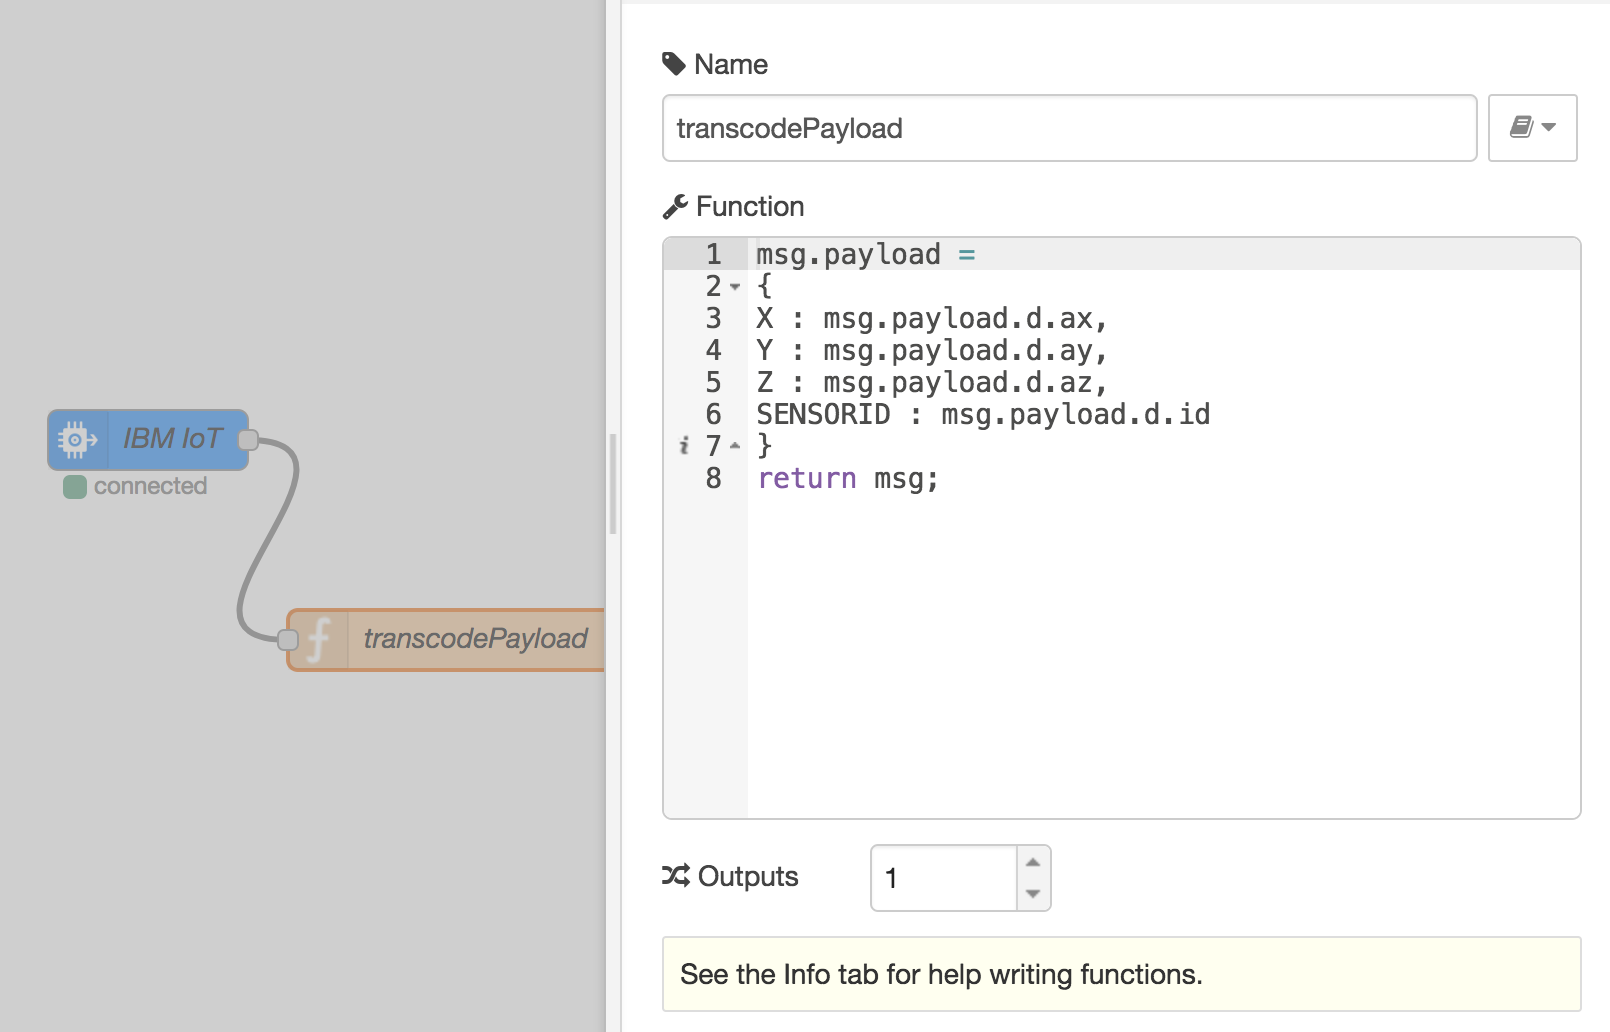 IBM IoT
connected
transcodePayload
Name
transcodePayload
Function
1 msg.payload =
2 {
3 X : msg.payload.d.ax,
4 Y : msg.payload.d.ay,
5 Z : msg.payload.d.az,
6 SENSORID : msg.payload.d.id
i 7 }
8 return msg;
Outputs 1
See the Info tab for help writing functions.